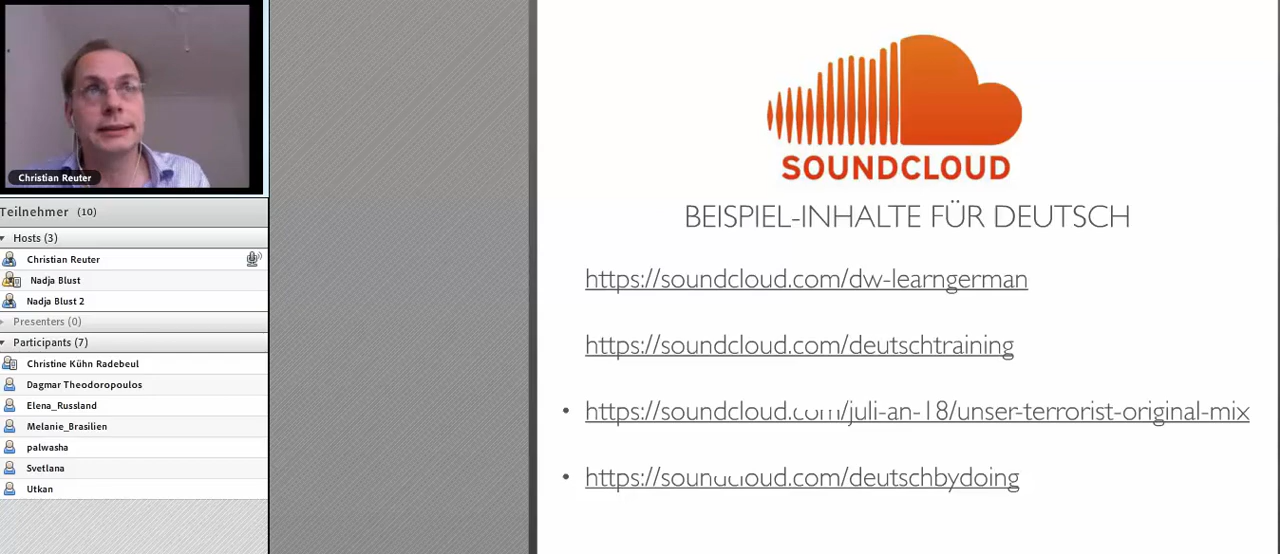 Christian Reuter
Teilnehmer (10)
Hosts (3)
Christian Reuter
Nadja Blust
Nadja Blust 2
Presenters (0)
Participants (7)
Christine Kühn Radebeul
Dagmar Theodoropoulos
Elena_Russland
Melanie_Brasilien
palwasha
Svetlana
Utkan
SOUNDCLOUD
BEISPIEL-INHALTE FÜR DEUTSCH
https://soundcloud.com/dw-learngerman
https://soundcloud.com/deutschtraining
• https://soundcloud.com/juli-an-18/unser-terrorist-original-mix
• https://soundcloud.com/deutschbydoing